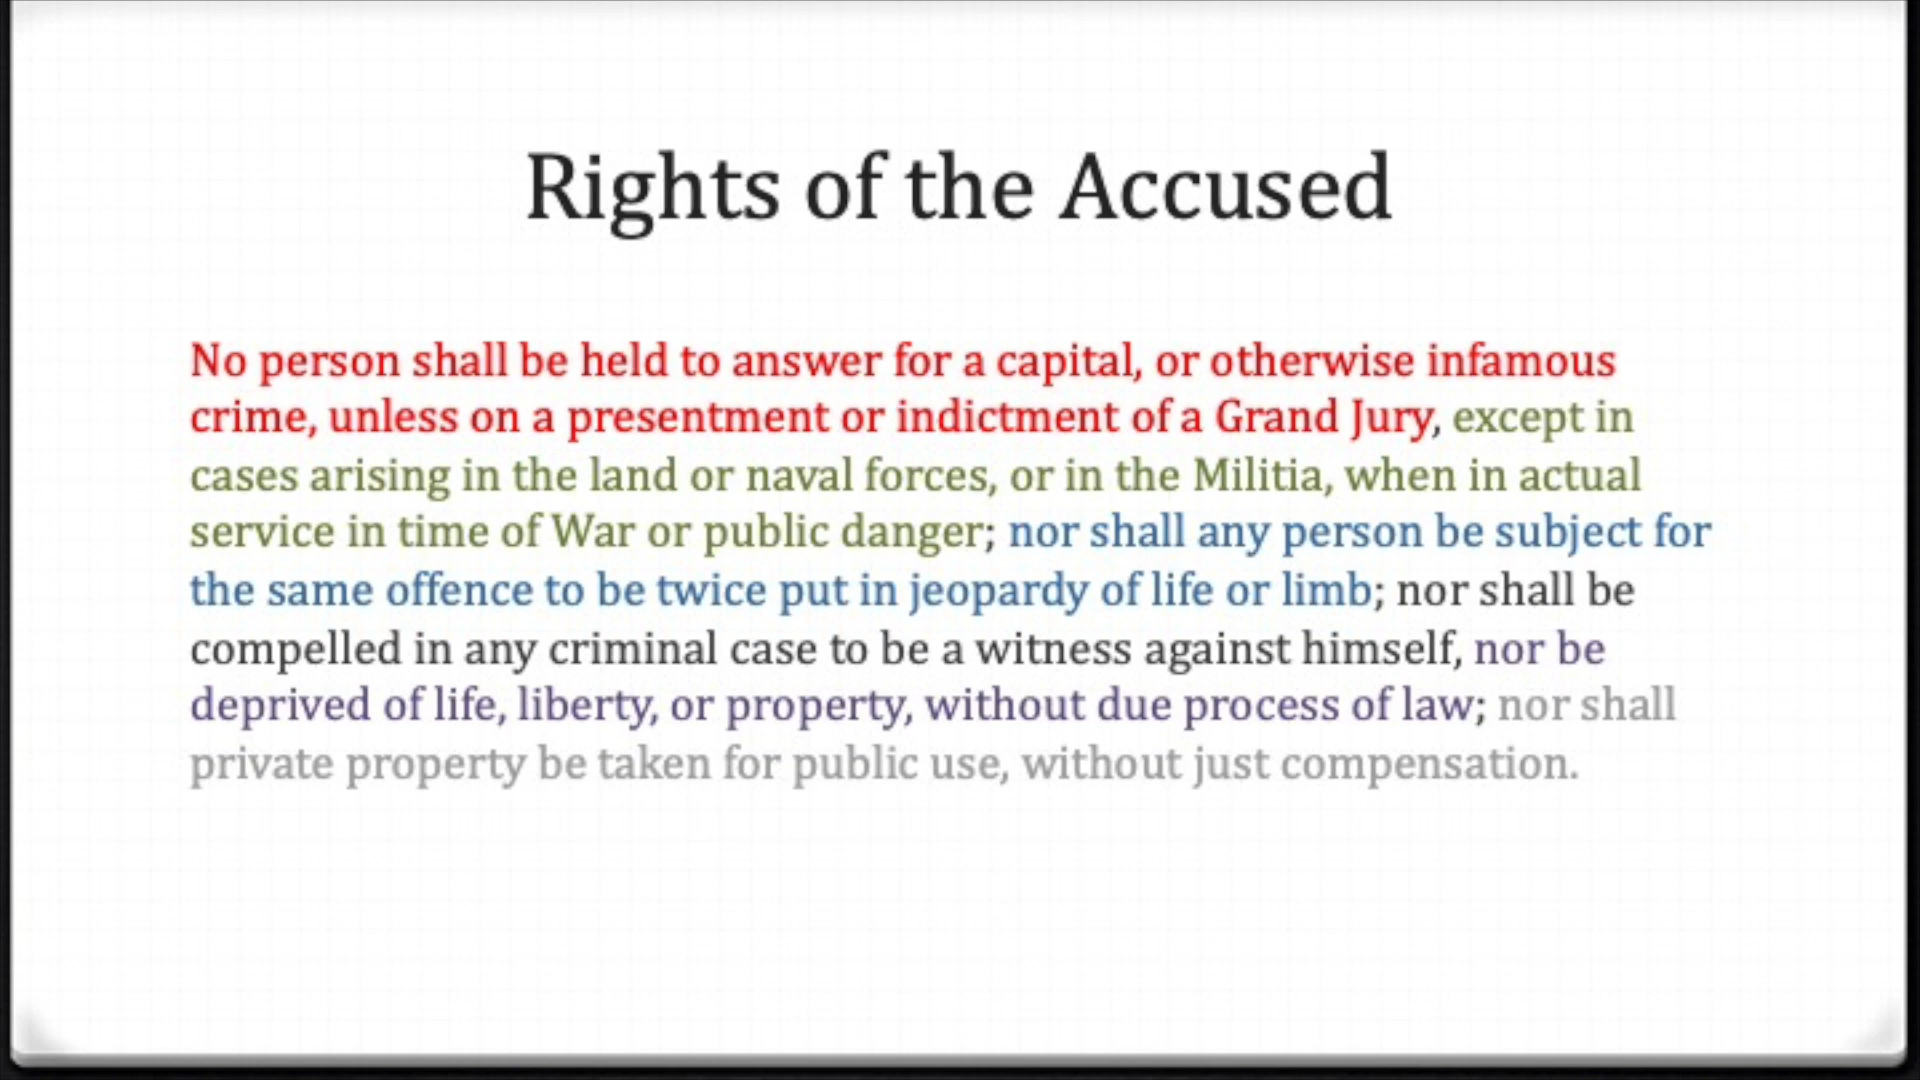 Rights of the Accused
No person shall be held to answer for a capital, or otherwise infamous
crime, unless on a presentment or indictment of a Grand Jury, except in
cases arising in the land or naval forces, or in the Militia, when in actual
service in time of War or public danger; nor shall any person be subject for
the same offence to be twice put in jeopardy of life or limb; nor shall be
compelled in any criminal case to be a witness against himself, nor be
deprived of life, liberty, or property, without due process of law; nor shall
private property be taken for public use, without just compensation.